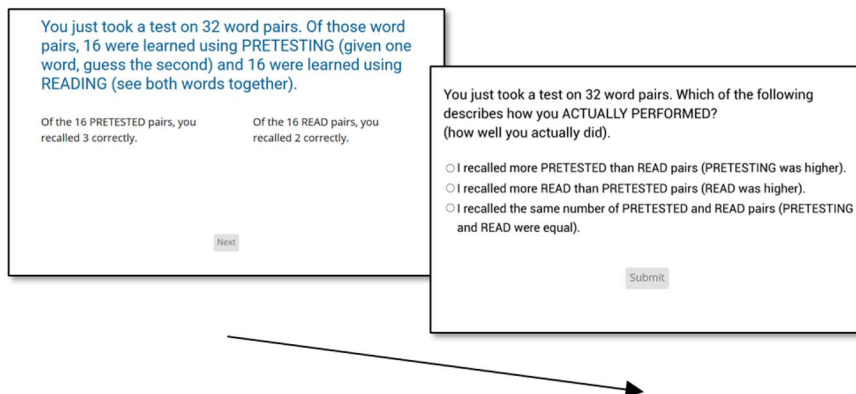 You just took a test on 32 word pairs. Of those word
pairs, 16 were learned using PRETESTING (given one
word, guess the second) and 16 were learned using
READING (see both words together).
Of the 16 PRETESTED pairs, you
recalled 3 correctly.
Of the 16 READ pairs, you
recalled 2 correctly.
Next
You just took a test on 32 word pairs. Which of the following
describes how you ACTUALLY PERFORMED?
(how well you actually did).
I recalled more PRETESTED than READ pairs (PRETESTING was higher).
I recalled more READ than PRETESTED pairs (READ was higher).
I recalled the same number of PRETESTED and READ pairs (PRETESTING
and READ were equal).
Submit